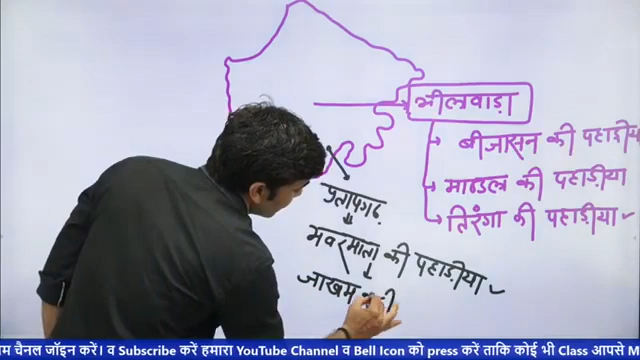 भीलवाड़ा
बीजासन की पहाड़ीया
माण्डल की पहाड़ीया
तिरंगा की पहाड़ीया
प्रतापगढ़
भवरमाता की पहाड़ीया
जाखम
चैनल जॉइन करें। व Subscribe करें हमारा YouTube Channel व Bell Icon को press करें ताकि कोई भी Class आपसे